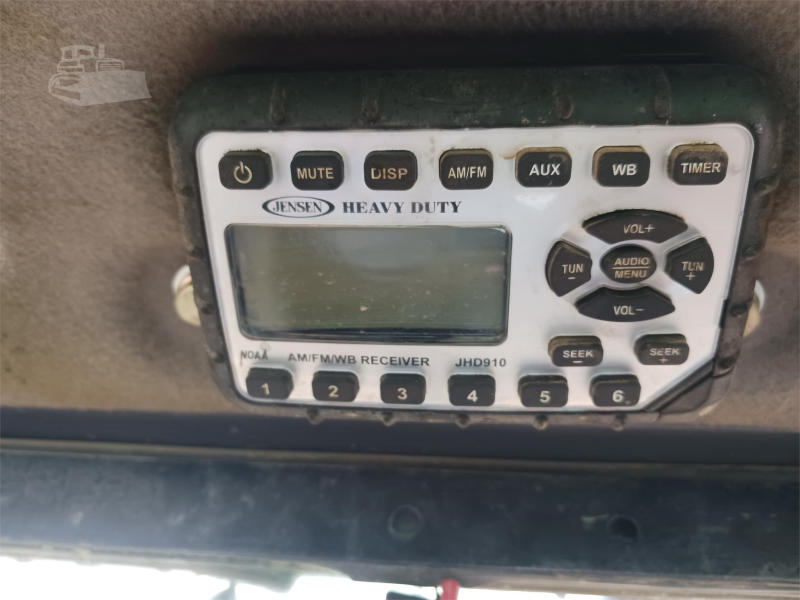 MUTE DISP AM/FM AUX WB TIMER
JENSEN HEAVY DUTY
VOL+
TUN - AUDIO/MENU TUN +
VOL-
SEEK - SEEK +
NOAA AM/FM/WB RECEIVER JHD910
1 2 3 4 5 6